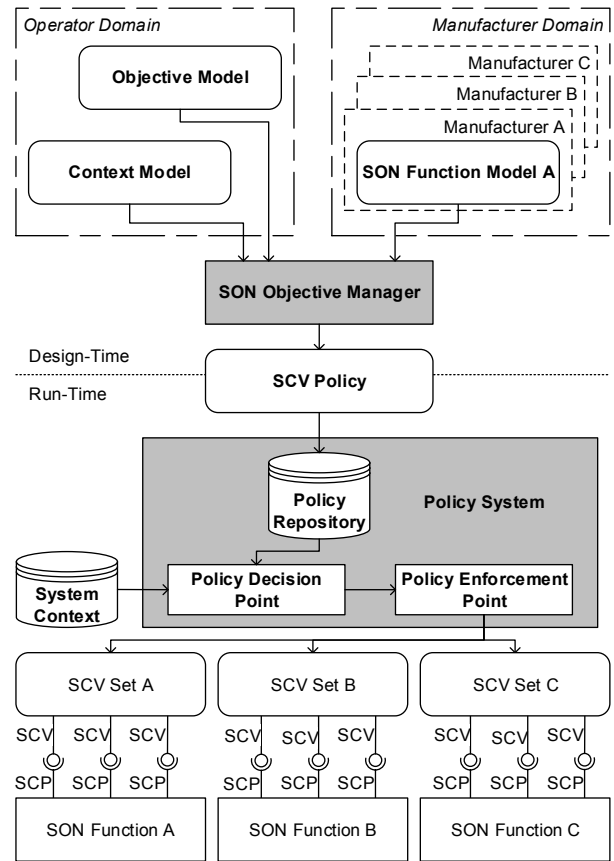 Operator Domain
Manufacturer Domain
Objective Model
Manufacturer C
Manufacturer B
Manufacturer A
Context Model
SON Function Model A
SON Objective Manager
Design-Time
SCV Policy
Run-Time
Policy
Repository
Policy System
System
Context
Policy Decision
Point
Policy Enforcement
Point
SCV Set A
SCV Set B
SCV Set C
SCV SCV SCV SCV SCV SCV SCV SCV SCV
SCP SCP SCP SCP SCP SCP SCP SCP SCP
SON Function A
SON Function B
SON Function C